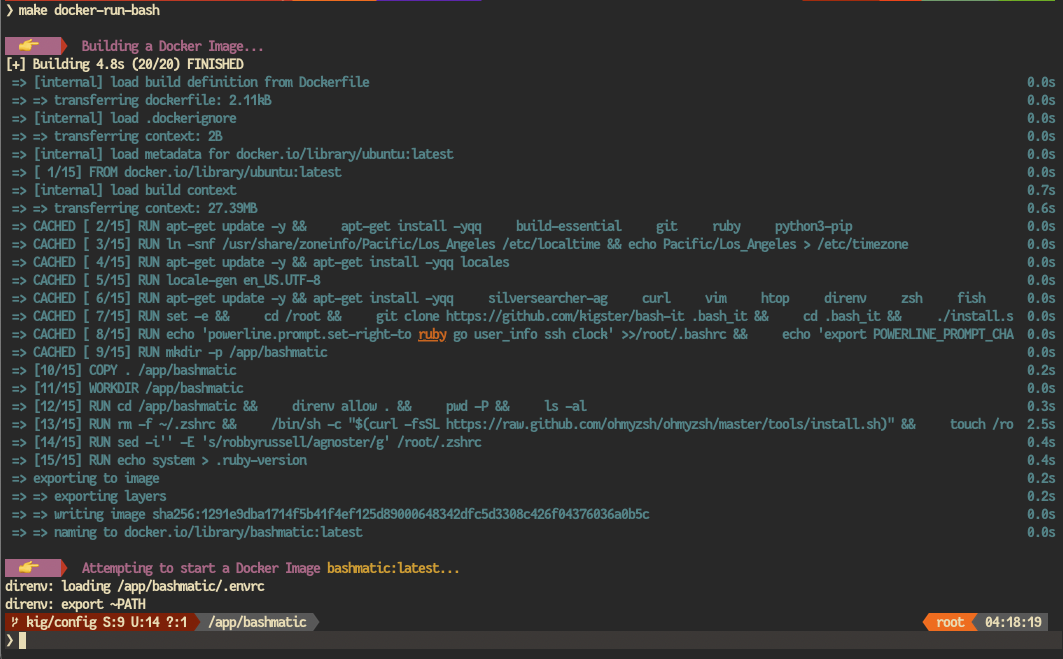 ❯ make docker-run-bash
Building a Docker Image...
[+] Building 4.8s (20/20) FINISHED
=> [internal] load build definition from Dockerfile 0.0s
=> => transferring dockerfile: 2.11kB 0.0s
=> [internal] load .dockerignore 0.0s
=> => transferring context: 2B 0.0s
=> [internal] load metadata for docker.io/library/ubuntu:latest 0.0s
=> [ 1/15] FROM docker.io/library/ubuntu:latest 0.0s
=> [internal] load build context 0.7s
=> => transferring context: 27.39MB 0.6s
=> CACHED [ 2/15] RUN apt-get update -y && apt-get install -yqq build-essential git ruby python3-pip 0.0s
=> CACHED [ 3/15] RUN ln -snf /usr/share/zoneinfo/Pacific/Los_Angeles /etc/localtime && echo Pacific/Los_Angeles > /etc/timezone 0.0s
=> CACHED [ 4/15] RUN apt-get update -y && apt-get install -yqq locales 0.0s
=> CACHED [ 5/15] RUN locale-gen en_US.UTF-8 0.0s
=> CACHED [ 6/15] RUN apt-get update -y && apt-get install -yqq silversearcher-ag curl vim htop direnv zsh fish 0.0s
=> CACHED [ 7/15] RUN set -e && cd /root && git clone https://github.com/kigster/bash-it .bash_it && cd .bash_it && ./install.s 0.0s
=> CACHED [ 8/15] RUN echo 'powerline.prompt.set-right-to ruby go user_info ssh clock' >>/root/.bashrc && echo 'export POWERLINE_PROMPT_CHA 0.0s
=> CACHED [ 9/15] RUN mkdir -p /app/bashmatic 0.0s
=> [10/15] COPY . /app/bashmatic 0.2s
=> [11/15] WORKDIR /app/bashmatic 0.0s
=> [12/15] RUN cd /app/bashmatic && direnv allow . && pwd -P && ls -al 0.3s
=> [13/15] RUN rm -f ~/.zshrc && /bin/sh -c "$(curl -fsSL https://raw.github.com/ohmyzsh/ohmyzsh/master/tools/install.sh)" && touch /ro 2.5s
=> [14/15] RUN sed -i'' -E 's/robbyrussell/agnoster/g' /root/.zshrc 0.4s
=> [15/15] RUN echo system > .ruby-version 0.4s
=> exporting to image 0.2s
=> => exporting layers 0.2s
=> => writing image sha256:1291e9dba1714f5b41f4ef125d89000648342dfc5d3308c426f04376036a0b5c 0.0s
=> => naming to docker.io/library/bashmatic:latest 0.0s
Attempting to start a Docker Image bashmatic:latest...
direnv: loading /app/bashmatic/.envrc
direnv: export ~PATH
kig/config S:9 U:14 ?:1 /app/bashmatic root 04:18:19
❯